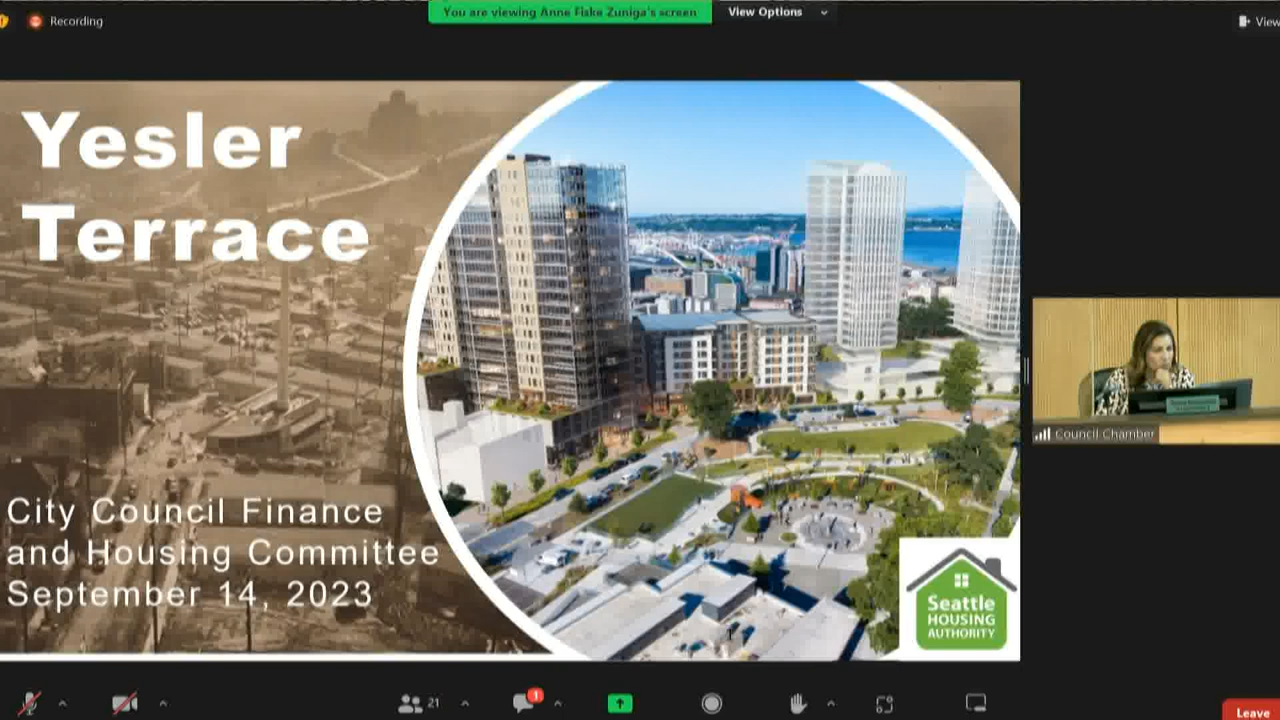 Recording
You are viewing Anne Fiske Zuniga's screen
View Options
View
Yesler
Terrace
City Council Finance
and Housing Committee
September 14, 2023
Seattle
HOUSING
AUTHORITY
Council Chamber
21
1
Leave